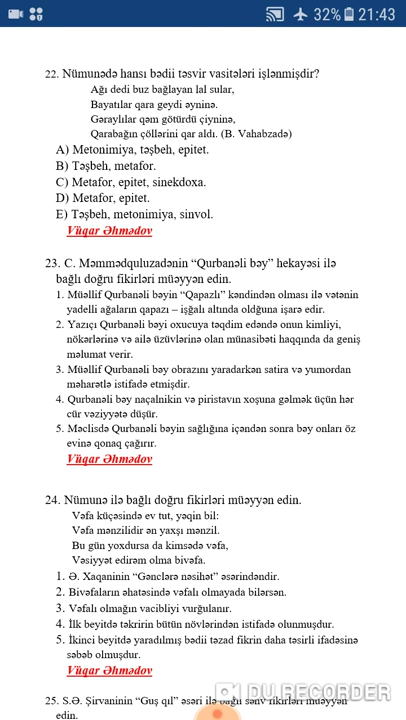 32% 21:43
22. Nümunədə hansı bədii təsvir vasitələri işlənmişdir?
Ağı dedi buz bağlayan lal sular,
Bayatılar qara geydi əyninə.
Gəraylılar qəm götürdü çiyninə,
Qarabağın çöllərini qar aldı. (B. Vahabzadə)
A) Metonimiya, təşbeh, epitet.
B) Təşbeh, metafor.
C) Metafor, epitet, sinekdoxa.
D) Metafor, epitet.
E) Təşbeh, metonimiya, sinvol.
Vüqar Əhmədov
23. C. Məmmədquluzadənin “Qurbanəli bəy” hekayəsi ilə
bağlı doğru fikirləri müəyyən edin.
1. Müəllif Qurbanəli bəyin “Qapazlı” kəndindən olması ilə vətənin
yadelli ağaların qapazı – işğalı altında oldğuna işarə edir.
2. Yazıçı Qurbanəli bəyi oxucuya təqdim edəndə onun kimliyi,
nökərlərinə və ailə üzvlərinə olan münasibəti haqqında da geniş
məlumat verir.
3. Müəllif Qurbanəli bəy obrazını yaradarkən satira və yumordan
məharətlə istifadə etmişdir.
4. Qurbanəli bəy naçalnikin və piristavın xoşuna gəlmək üçün hər
cür vəziyyətə düşür.
5. Məclisdə Qurbanəli bəyin sağlığına içəndən sonra bəy onları öz
evinə qonaq çağırır.
Vüqar Əhmədov
24. Nümunə ilə bağlı doğru fikirləri müəyyən edin.
Vəfa küçəsində ev tut, yəqin bil:
Vəfa mənzilidir ən yaxşı mənzil.
Bu gün yoxdursa da kimsədə vəfa,
Vəsiyyət edirəm olma bivəfa.
1. Ə. Xaqaninin “Gənclərə nəsihət” əsərindəndir.
2. Bivəfaların əhatəsində vəfalı olmayada bilərsən.
3. Vəfalı olmağın vacibliyi vurğulanır.
4. İlk beyitdə təkririn bütün növlərindən istifadə olunmuşdur.
5. İkinci beyitdə yaradılmış bədii təzad fikrin daha təsirli ifadəsinə
səbəb olmuşdur.
Vüqar Əhmədov
DU RECORDER
25. S.Ə. Şirvaninin “Guş qıl” əsəri ilə bağlı səhv fikirləri müəyyən
edin.